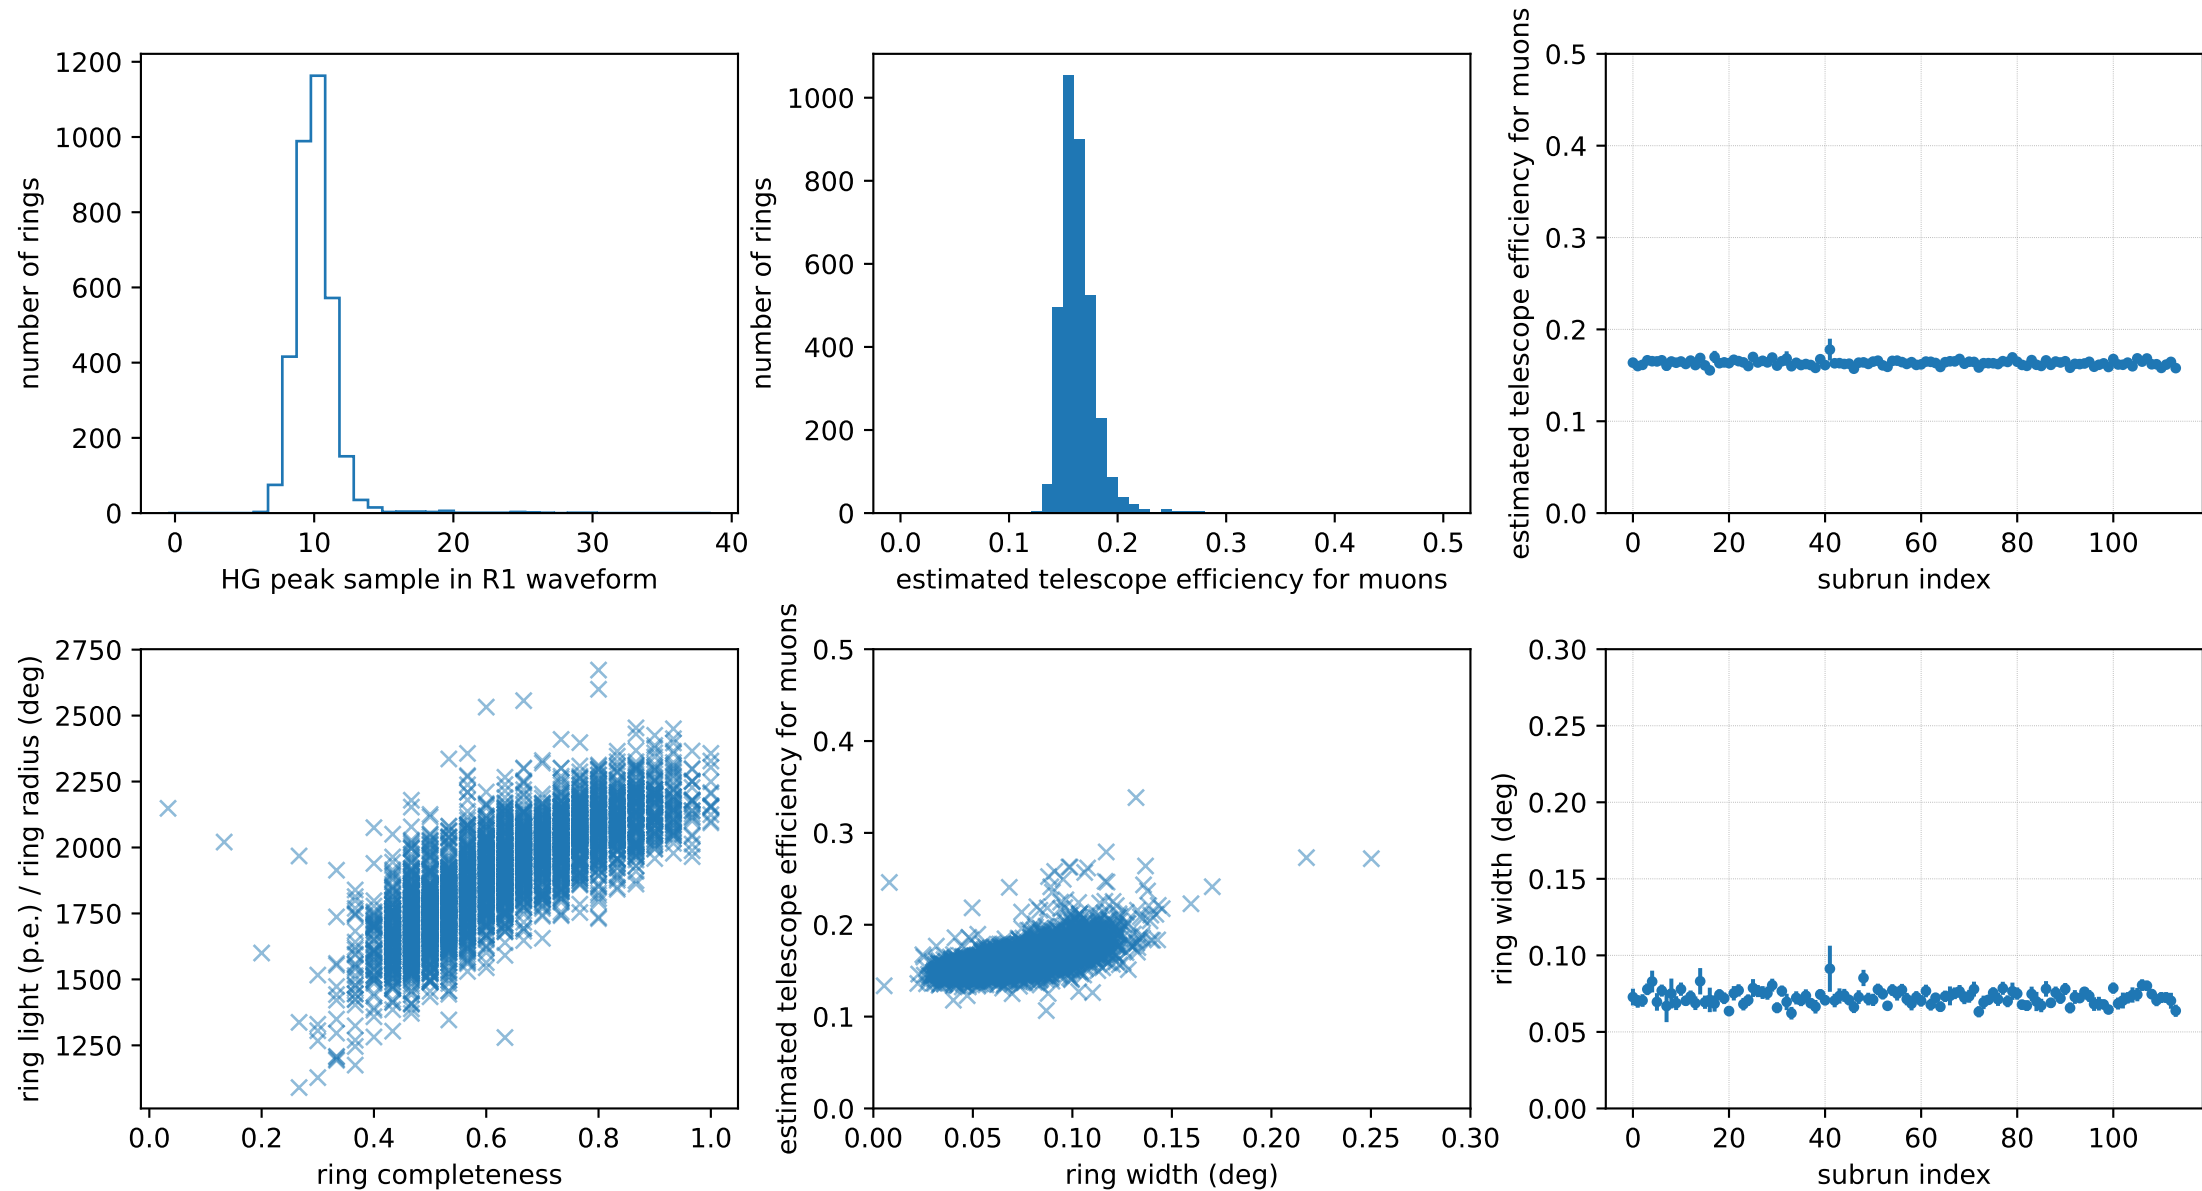 number of rings
1200
1000
800
600
400
200
0
0 10 20 30 40
HG peak sample in R1 waveform
number of rings
1000
800
600
400
200
0
0.0 0.1 0.2 0.3 0.4 0.5
estimated telescope efficiency for muons
estimated telescope efficiency for muons
0.5
0.4
0.3
0.2
0.1
0.0
0 20 40 60 80 100
subrun index
ring light (p.e.) / ring radius (deg)
2750
2500
2250
2000
1750
1500
1250
0.0 0.2 0.4 0.6 0.8 1.0
ring completeness
estimated telescope efficiency for muons
0.5
0.4
0.3
0.2
0.1
0.0
0.00 0.05 0.10 0.15 0.20 0.25 0.30
ring width (deg)
ring width (deg)
0.30
0.25
0.20
0.15
0.10
0.05
0.00
0 20 40 60 80 100
subrun index